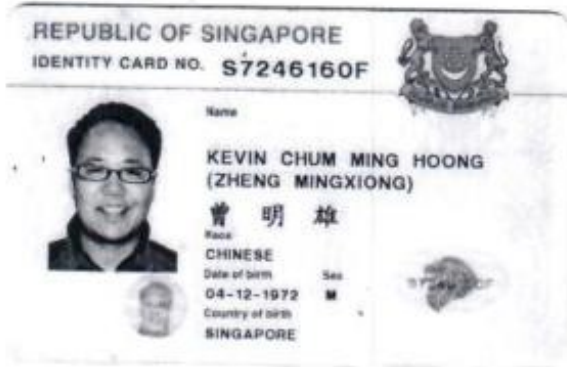 REPUBLIC OF SINGAPORE
IDENTITY CARD NO. S7246160F
Name
KEVIN CHUM MING HOONG
(ZHENG MINGXIONG)
曾 明 雄
Race
CHINESE
Date of birth Sex
04-12-1972 M
Country of birth
SINGAPORE